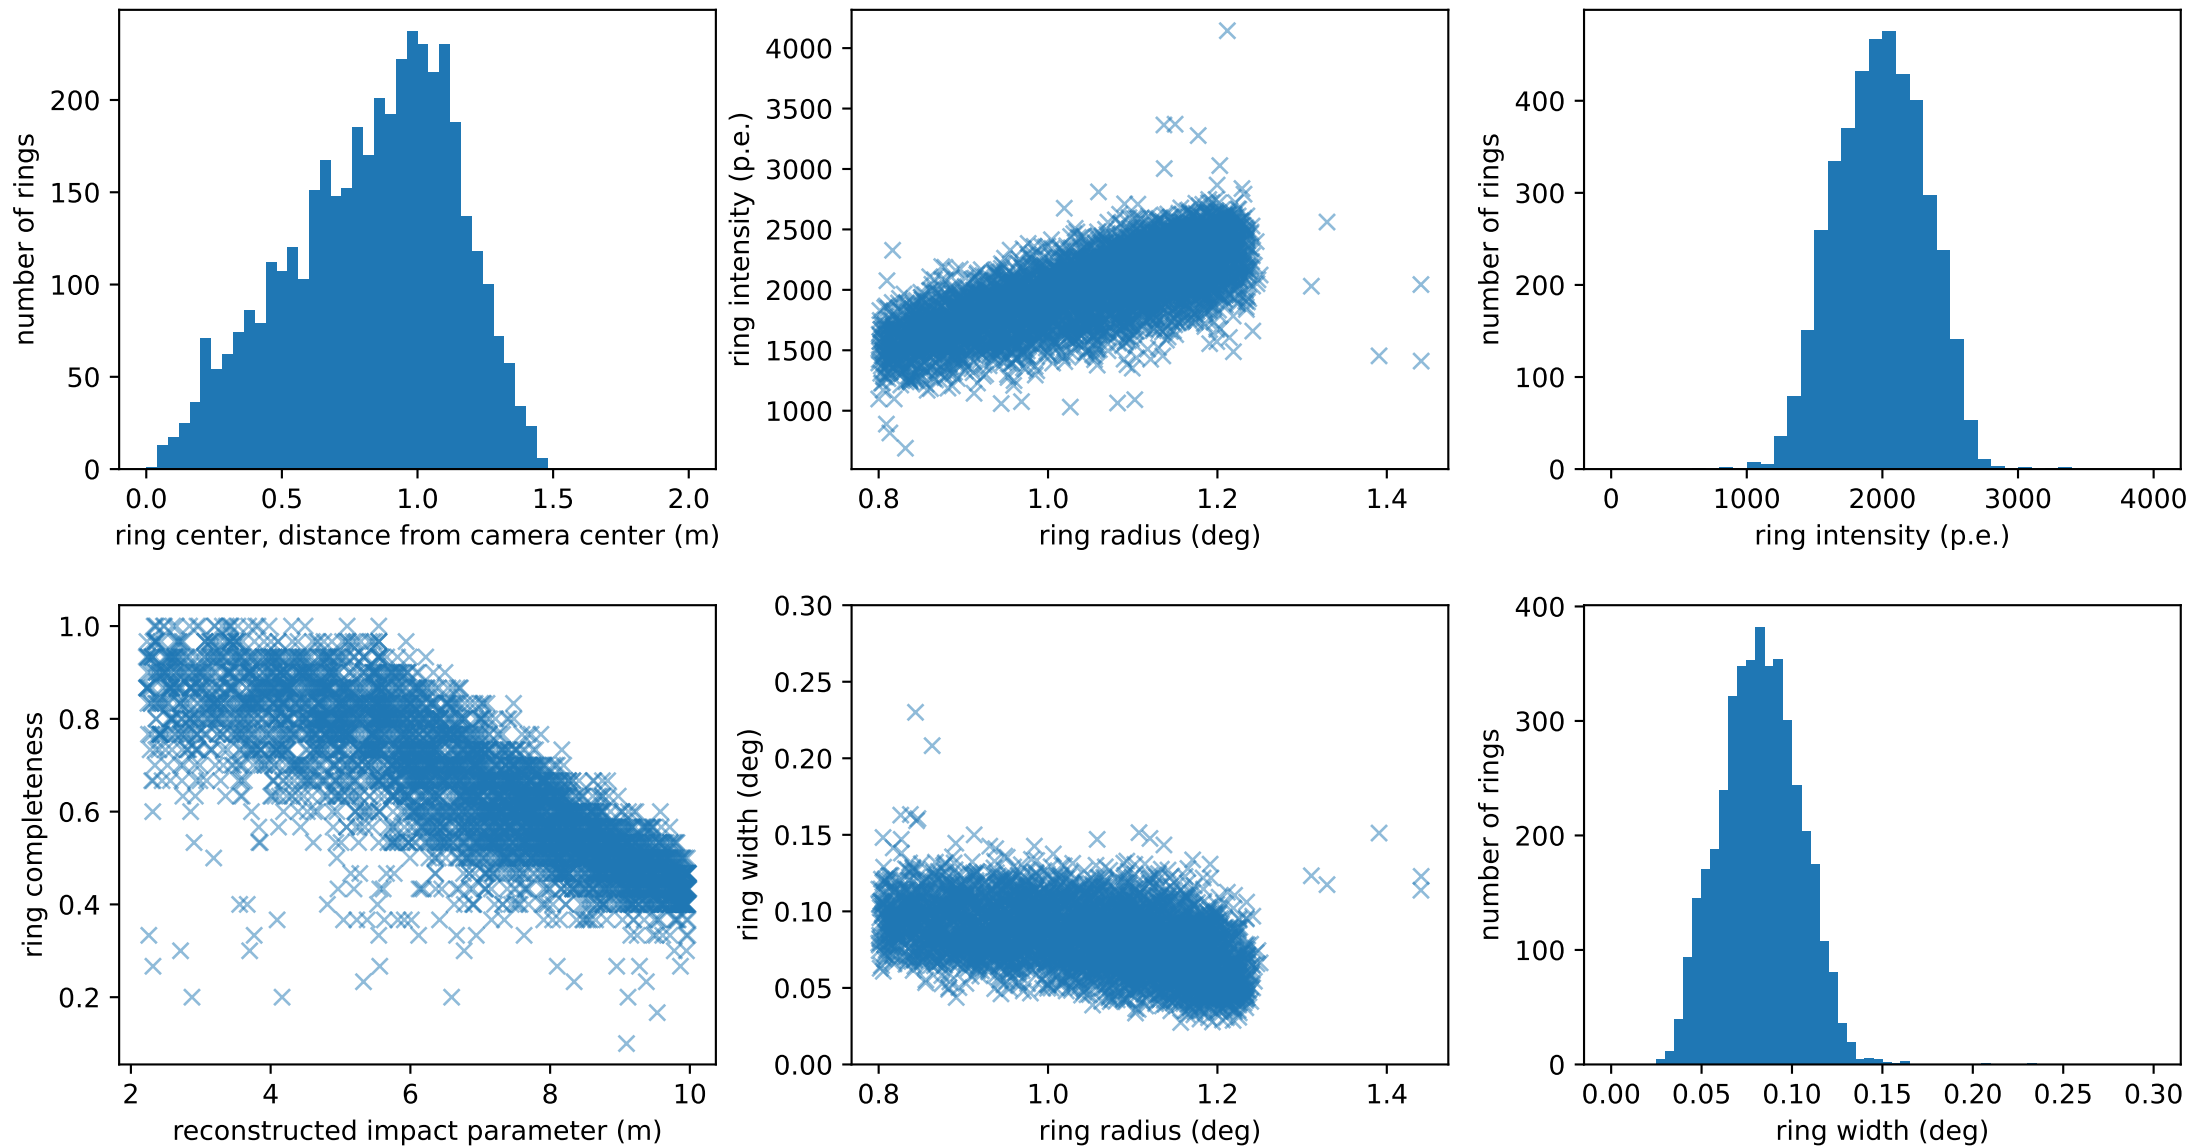 200
150
100
50
0
number of rings
0.0 0.5 1.0 1.5 2.0
ring center, distance from camera center (m)
4000
3500
3000
2500
2000
1500
1000
ring intensity (p.e.)
0.8 1.0 1.2 1.4
ring radius (deg)
400
300
200
100
0
number of rings
0 1000 2000 3000 4000
ring intensity (p.e.)
1.0
0.8
0.6
0.4
0.2
ring completeness
2 4 6 8 10
reconstructed impact parameter (m)
0.30
0.25
0.20
0.15
0.10
0.05
0.00
ring width (deg)
0.8 1.0 1.2 1.4
ring radius (deg)
400
300
200
100
0
number of rings
0.00 0.05 0.10 0.15 0.20 0.25 0.30
ring width (deg)